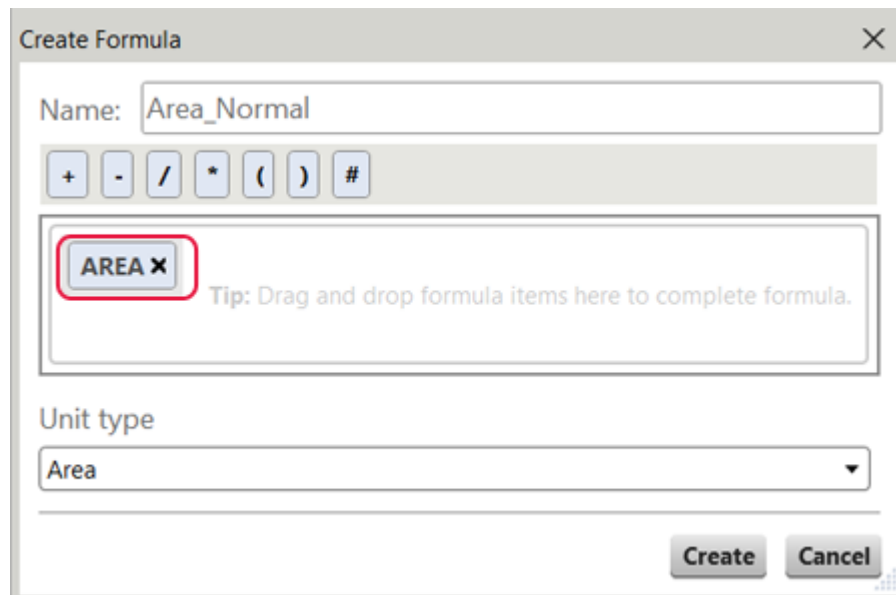 Create Formula
Name: Area_Normal
+ - / * ( ) #
AREA
Tip: Drag and drop formula items here to complete formula.
Unit type
Area
Create Cancel